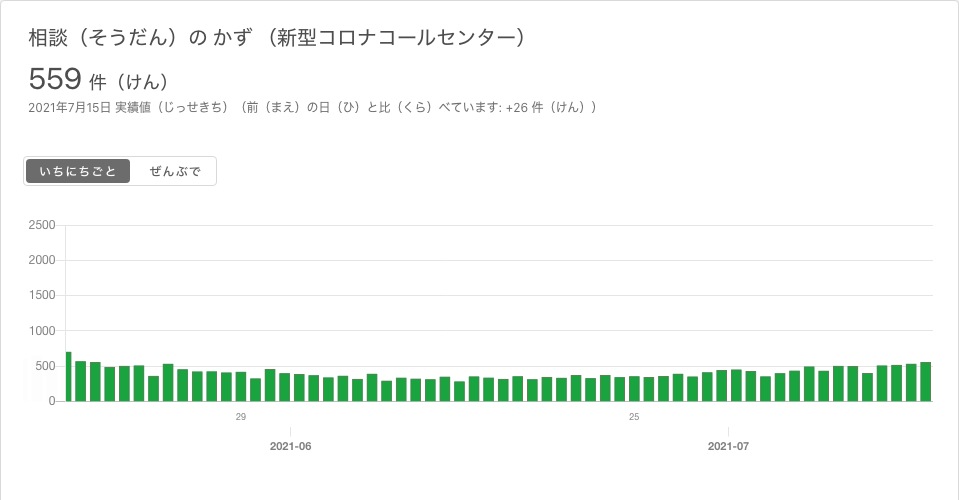 相談（そうだん）の かず （新型コロナコールセンター）
559 件（けん）
2021年7月15日 実績値（じっせきち）（前（まえ）の日（ひ）と比（くら）べています: +26 件（けん））
いちにちごと ぜんぶで
2500
2000
1500
1000
500
0
29 25
2021-06 2021-07